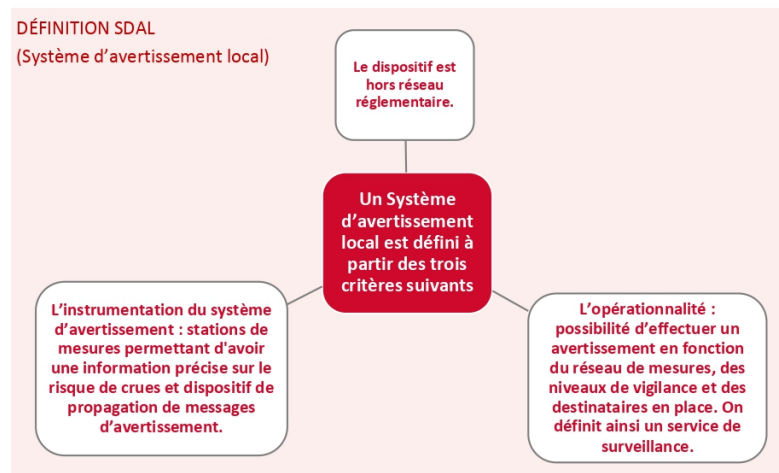 DÉFINITION SDAL
(Système d’avertissement local)
Le dispositif est
hors réseau
réglementaire.
Un Système
d’avertissement
local est défini à
partir des trois
critères suivants
L’instrumentation du système
d’avertissement : stations de
mesures permettant d'avoir
une information précise sur le
risque de crues et dispositif de
propagation de messages
d’avertissement.
L’opérationnalité :
possibilité d’effectuer un
avertissement en fonction
du réseau de mesures, des
niveaux de vigilance et des
destinataires en place. On
définit ainsi un service de
surveillance.